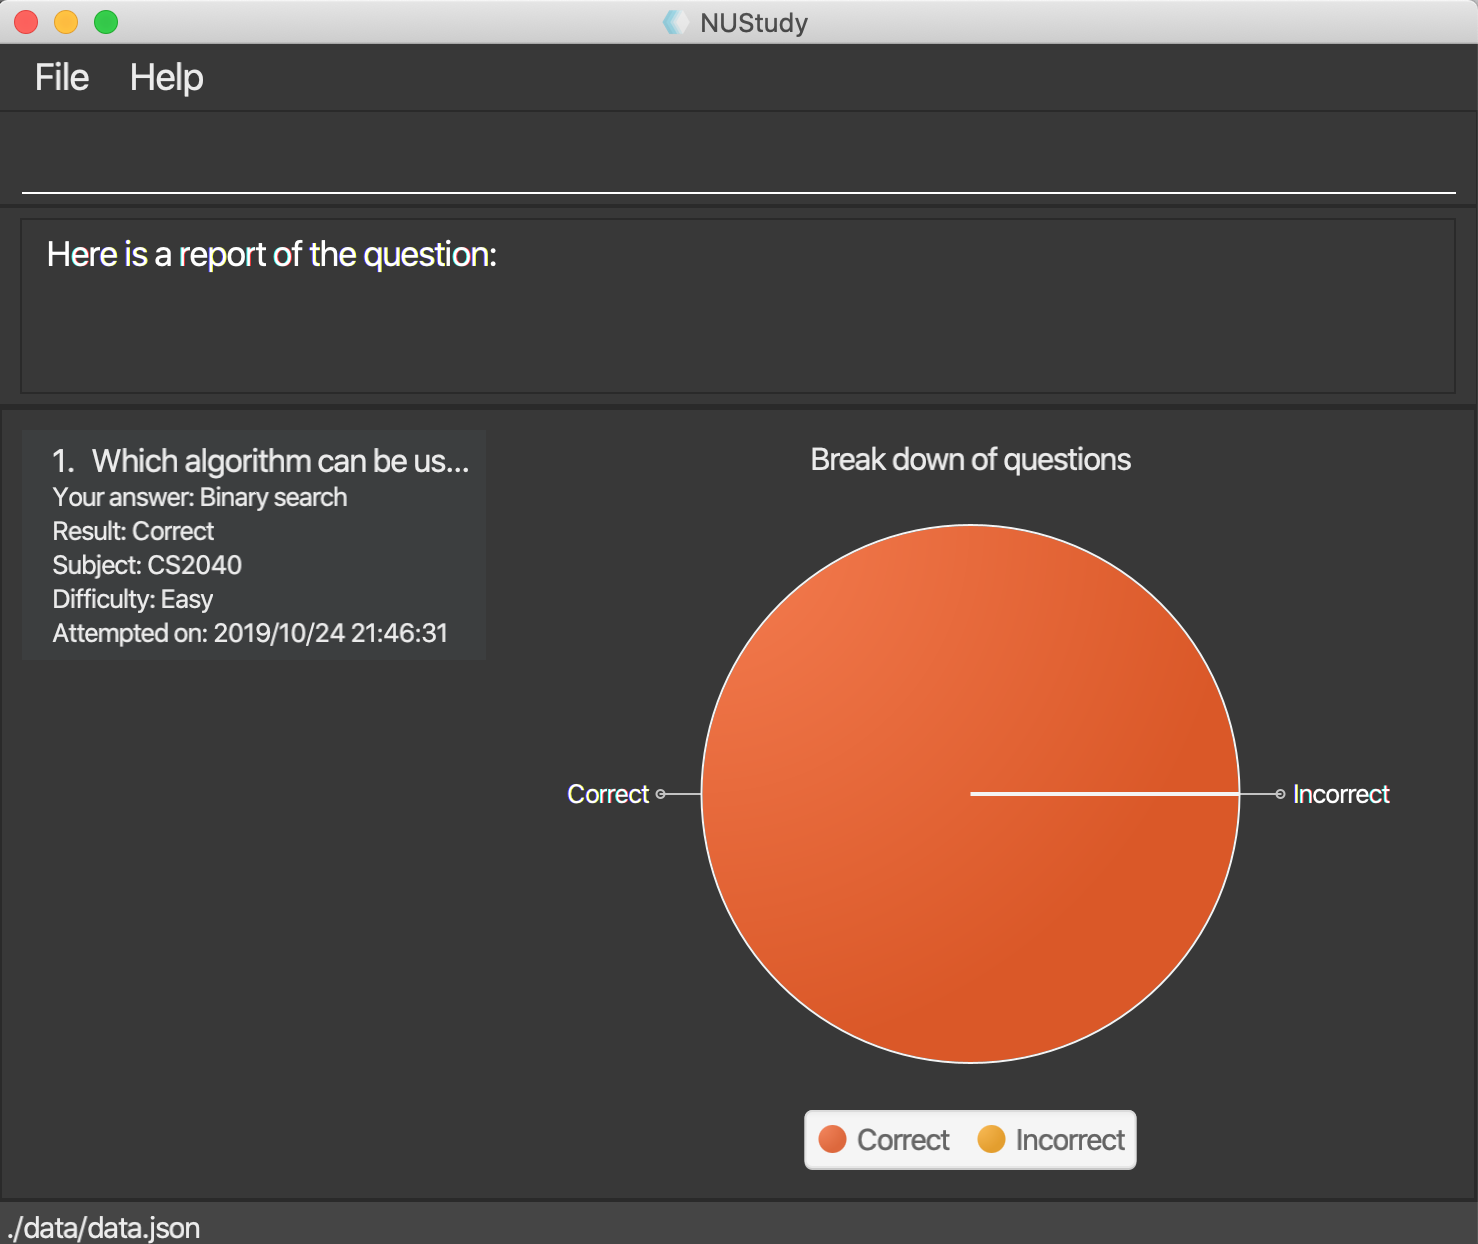 NUStudy
File Help
Here is a report of the question:
1. Which algorithm can be us...
Your answer: Binary search
Result: Correct
Subject: CS2040
Difficulty: Easy
Attempted on: 2019/10/24 21:46:31
Break down of questions
Correct
Incorrect
Correct Incorrect
./data/data.json